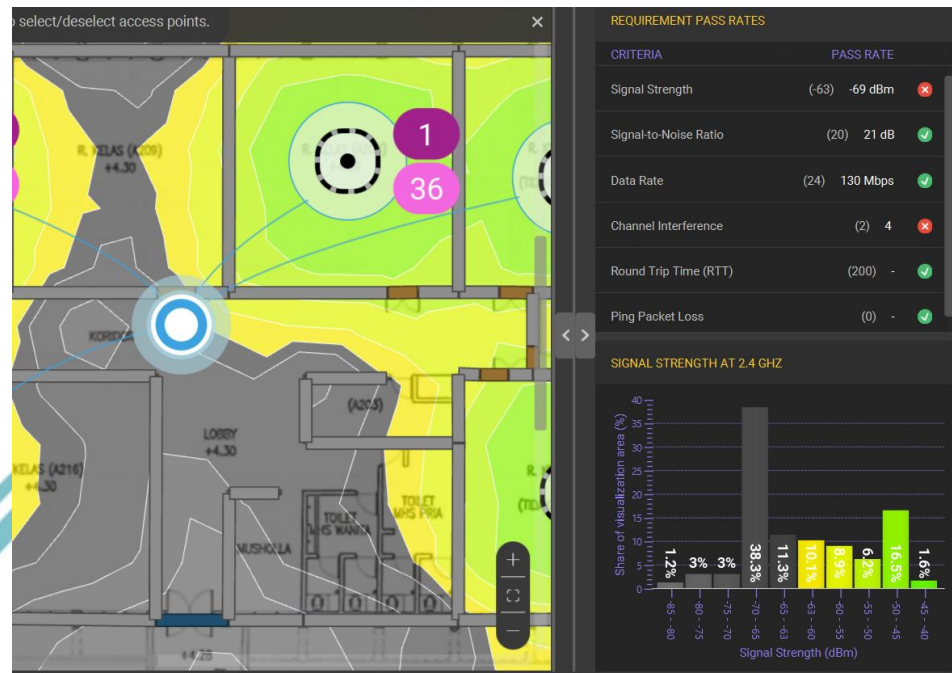 o select/deselect access points.
×
R. KELAS (A209)
+4.30
1
36
KORIDOR
LOBBY
+4.30
(A205)
KELAS (A216)
+4.30
TOILET
MHS WANITA
TOILET
MHS PRIA
MUSHOLLA
+4.28
+
−
< >
REQUIREMENT PASS RATES
CRITERIA PASS RATE
Signal Strength (-63) -69 dBm
Signal-to-Noise Ratio (20) 21 dB
Data Rate (24) 130 Mbps
Channel Interference (2) 4
Round Trip Time (RTT) (200) -
Ping Packet Loss (0) -
SIGNAL STRENGTH AT 2.4 GHZ
Share of visualization area (%)
40
35
30
25
20
15
10
5
0
1.2%
3%
3%
38.3%
11.3%
10.1%
8.9%
6.2%
16.5%
1.6%
-85 - -80
-80 - -75
-75 - -70
-70 - -65
-65 - -63
-63 - -60
-60 - -55
-55 - -50
-50 - -45
-45 - -40
Signal Strength (dBm)